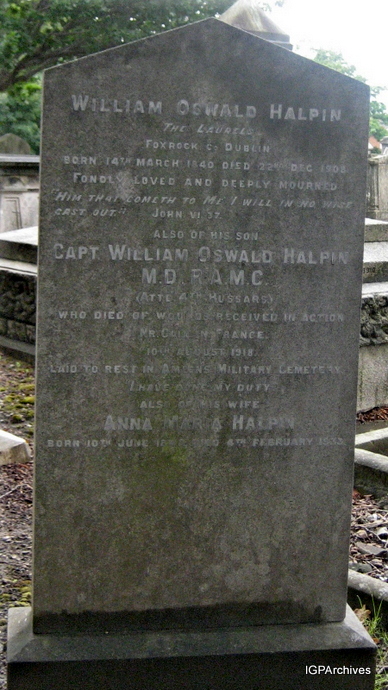 WILLIAM OSWALD HALPIN
THE LAURELS
FOXROCK CO DUBLIN
BORN 14TH MARCH 1840 DIED 22ND DEC 1908
FONDLY LOVED AND DEEPLY MOURNED
"HIM THAT COMETH TO ME I WILL IN NO WISE
CAST OUT" JOHN VI 37
ALSO OF HIS SON
CAPT WILLIAM OSWALD HALPIN
M.D. R.A.M.C.
(ATTD 4TH HUSSARS)
WHO DIED OF WOUNDS RECEIVED IN ACTION
NR. IN FRANCE.
10TH AUGUST 1918.
LAID TO REST IN AMIENS MILITARY CEMETERY.
I HAVE DONE MY DUTY
ALSO OF HIS WIFE
ANNA MARIA HALPIN
BORN 10TH JUNE DIED 4TH FEBRUARY
IGPArchives